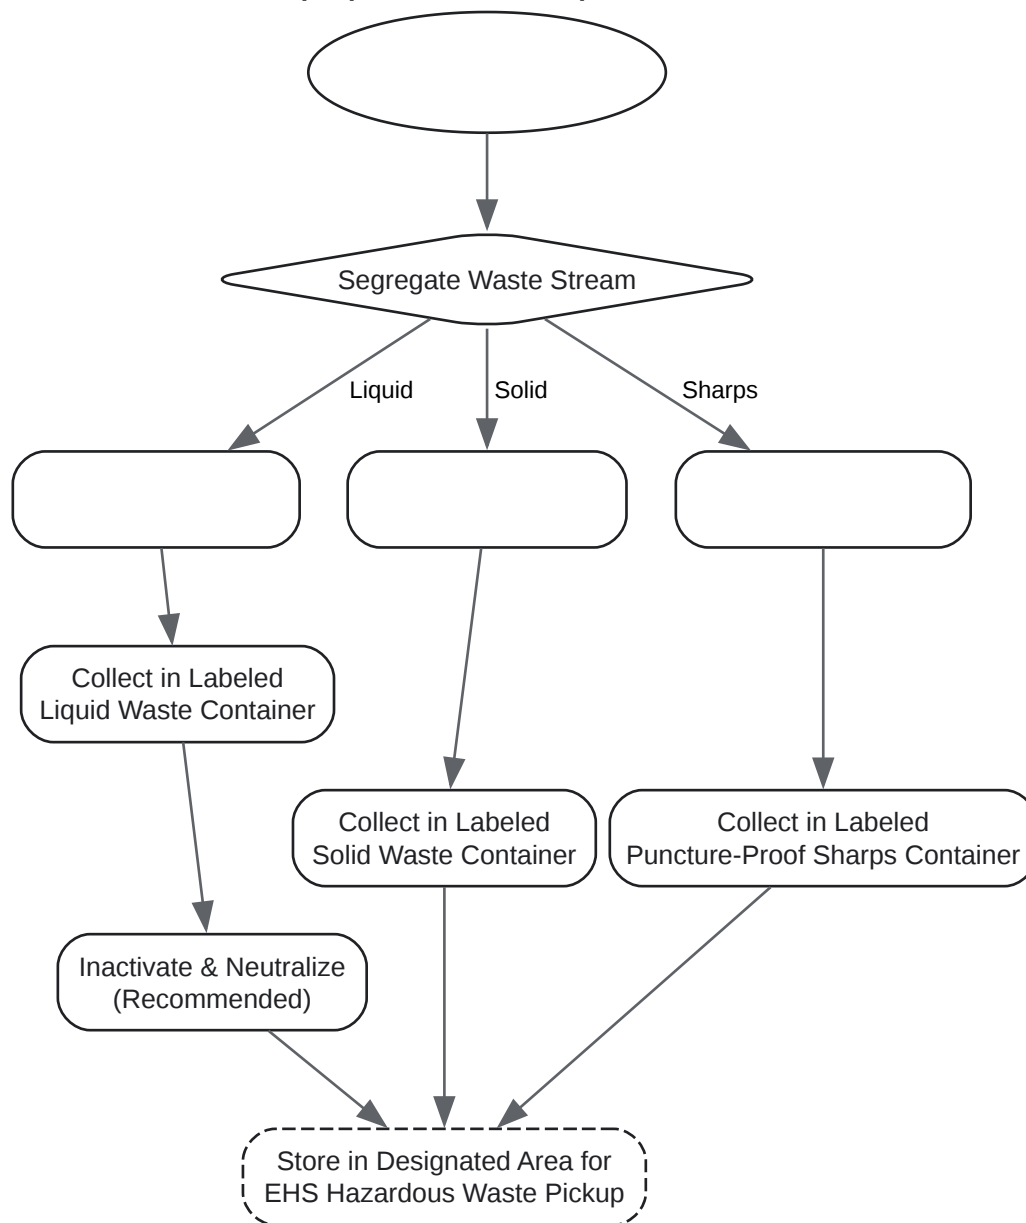 Segregate Waste Stream
Liquid
Solid
Sharps
Collect in Labeled
Liquid Waste Container
Collect in Labeled
Solid Waste Container
Collect in Labeled
Puncture-Proof Sharps Container
Inactivate & Neutralize
(Recommended)
Store in Designated Area for
EHS Hazardous Waste Pickup